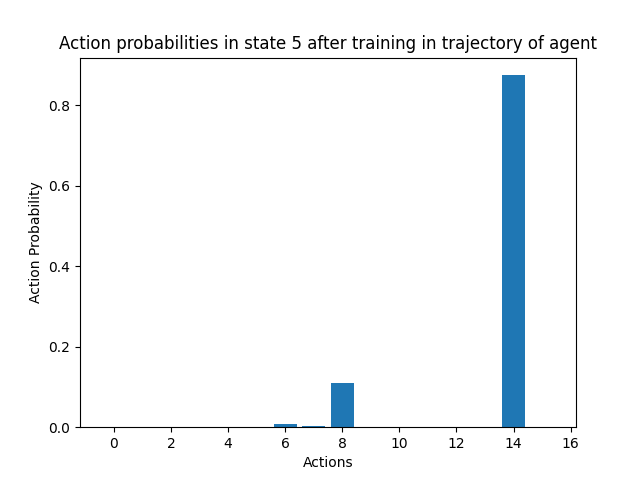 Action probabilities in state 5 after training in trajectory of agent
0.8
0.6
0.4
0.2
0.0
Action Probability
0 2 4 6 8 10 12 14 16
Actions